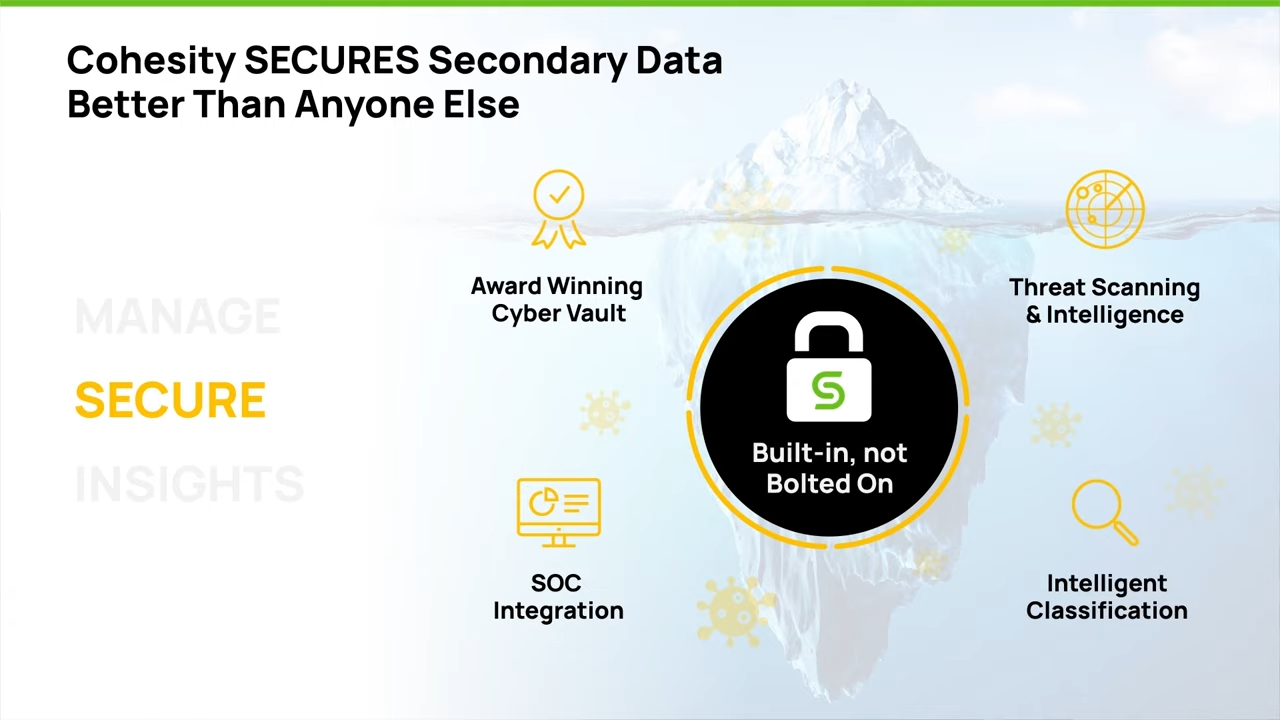 Cohesity SECURES Secondary Data
Better Than Anyone Else
MANAGE
SECURE
INSIGHTS
Award Winning
Cyber Vault
Threat Scanning
& Intelligence
Built-in, not
Bolted On
SOC
Integration
Intelligent
Classification